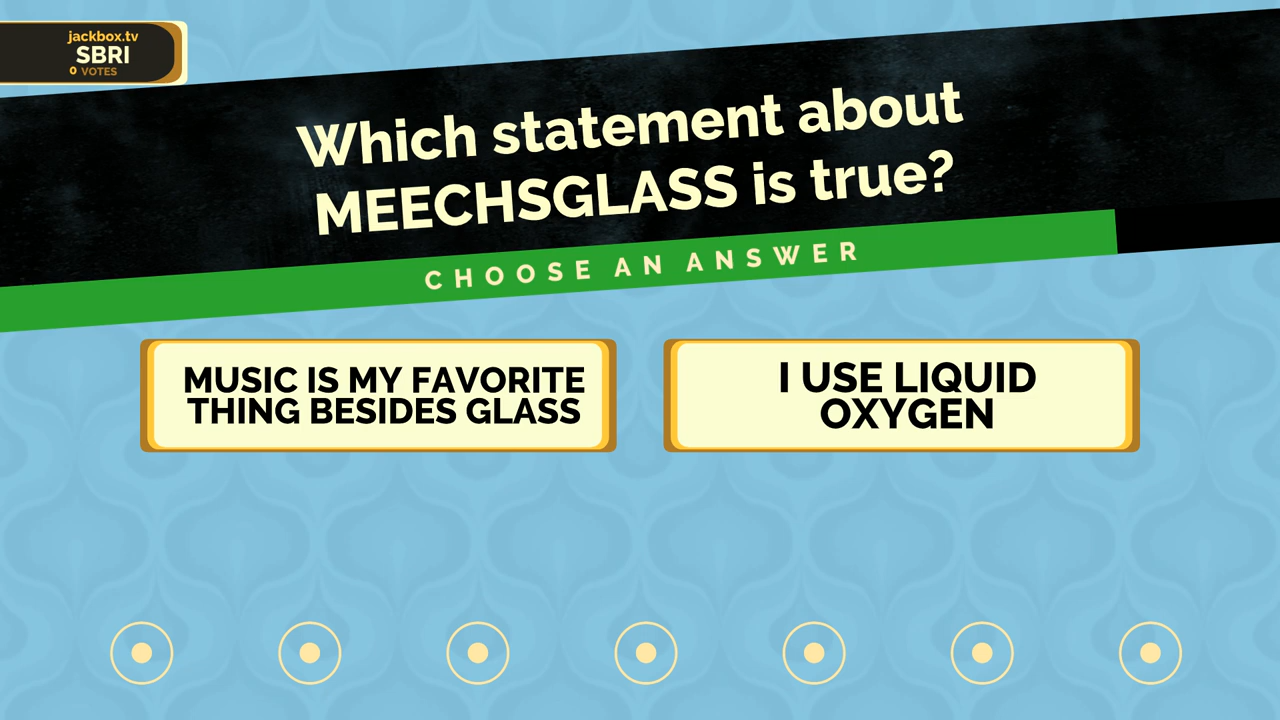 jackbox.tv
SBRI
0 VOTES
Which statement about
MEECHSGLASS is true?
CHOOSE AN ANSWER
MUSIC IS MY FAVORITE
THING BESIDES GLASS
I USE LIQUID
OXYGEN